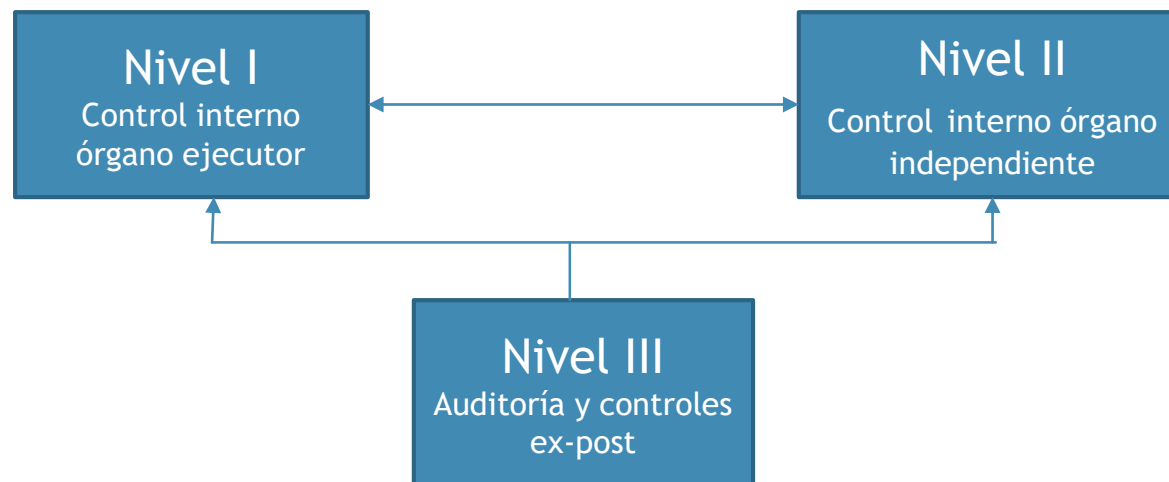 Nivel I
Control interno
órgano ejecutor
Nivel II
Control interno órgano
independiente
Nivel III
Auditoría y controles
ex-post